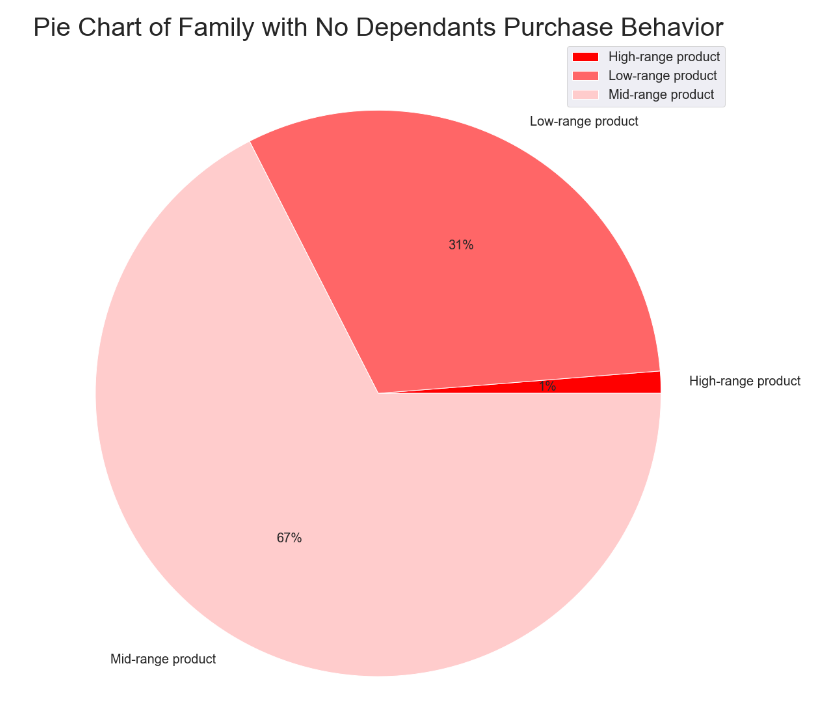 Pie Chart of Family with No Dependants Purchase Behavior
High-range product
Low-range product
Mid-range product
Low-range product
31%
High-range product
1%
67%
Mid-range product